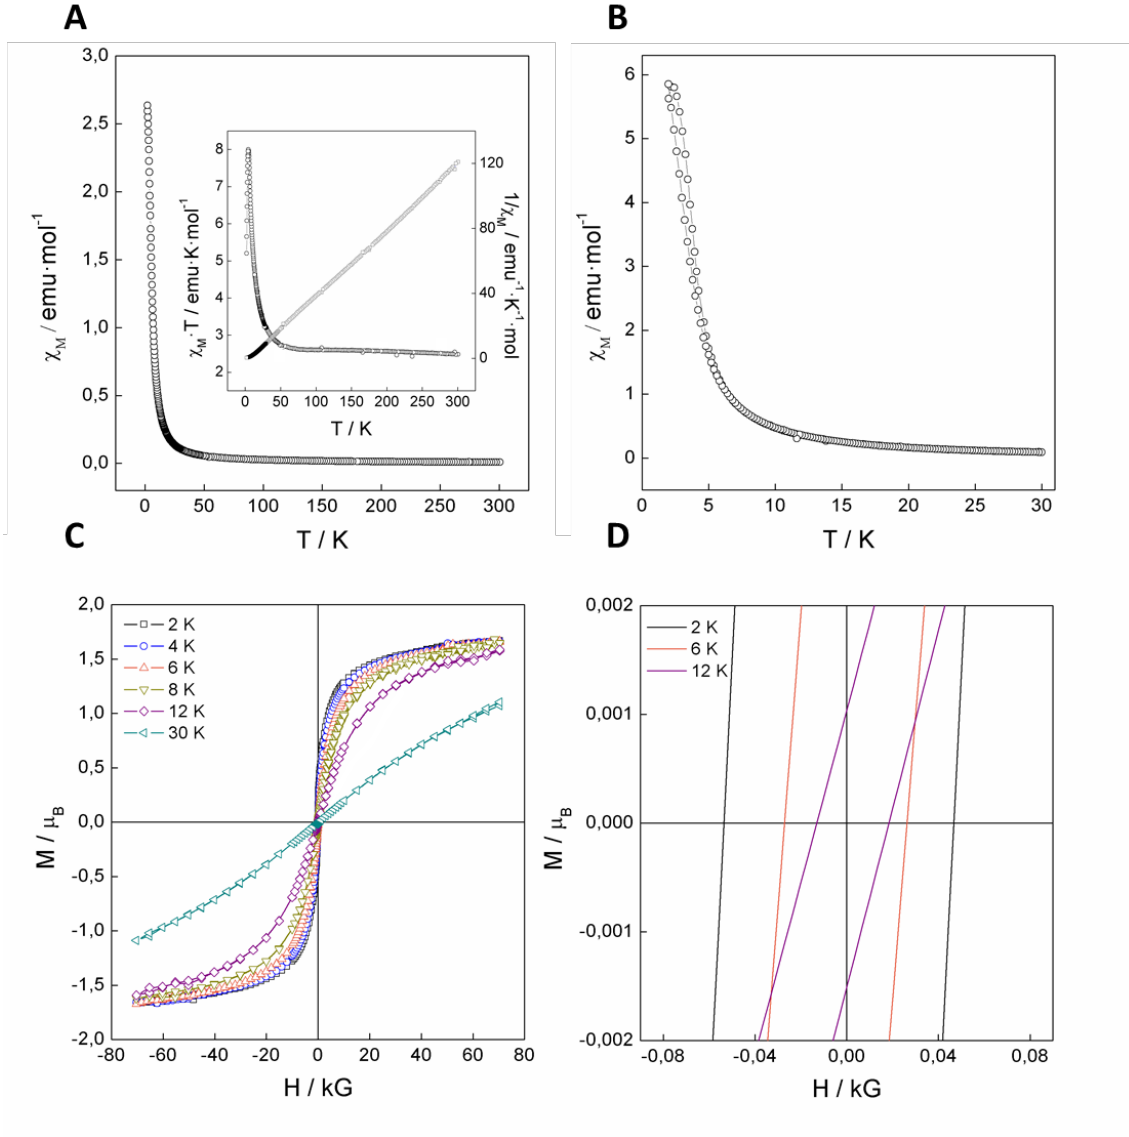 A
3,0
2,5
2,0
1,5
1,0
0,5
0,0
χM / emu·mol-1
0
50
100
150
200
250
300
T / K
8
7
6
5
4
3
2
χM·T / emu·K·mol-1
120
80
40
0
1/χM / emu-1·K-1·mol
0 50 100 150 200 250 300
T / K
B
6
5
4
3
2
1
0
χM / emu·mol-1
0 5 10 15 20 25 30
T / K
C
2,0
1,5
1,0
0,5
0,0
-0,5
-1,0
-1,5
-2,0
M / μB
2 K
4 K
6 K
8 K
12 K
30 K
-80 -60 -40 -20 0 20 40 60 80
H / kG
D
0,002
0,001
0,000
-0,001
-0,002
M / μB
2 K
6 K
12 K
-0,08 -0,04 0,00 0,04 0,08
H / kG